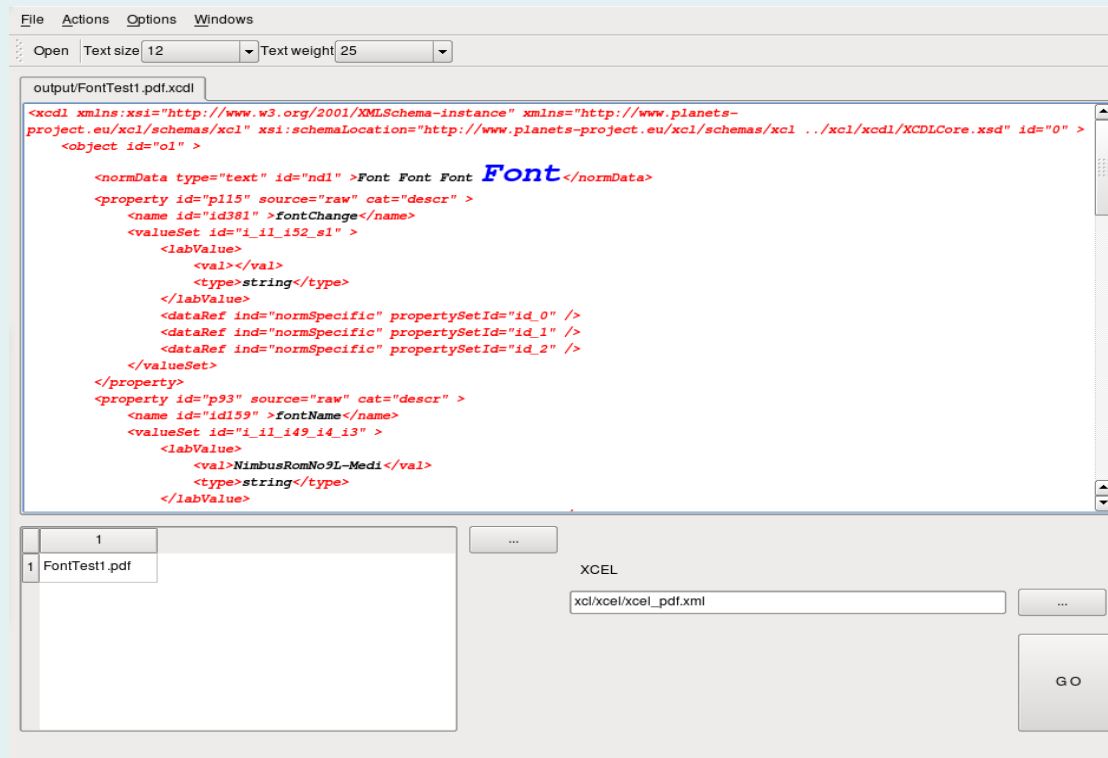 File Actions Options Windows
Open Text size 12 Text weight 25
output/FontTest1.pdf.xcdl
<xcdl xmlns:xsi="http://www.w3.org/2001/XMLSchema-instance" xmlns="http://www.planets-
project.eu/xcl/schemas/xcl" xsi:schemaLocation="http://www.planets-project.eu/xcl/schemas/xcl ../xcl/xcdl/XCDLCore.xsd" id="0" >
<object id="o1" >
<normData type="text" id="nd1" >Font Font Font Font</normData>
<property id="p115" source="raw" cat="descr" >
<name id="id381" >fontChange</name>
<valueSet id="i_i1_i52_s1" >
<labValue>
<val></val>
<type>string</type>
</labValue>
<dataRef ind="normSpecific" propertySetId="id_0" />
<dataRef ind="normSpecific" propertySetId="id_1" />
<dataRef ind="normSpecific" propertySetId="id_2" />
</valueSet>
</property>
<property id="p93" source="raw" cat="descr" >
<name id="id159" >fontName</name>
<valueSet id="i_i1_i49_i4_i3" >
<labValue>
<val>NimbusRomNo9L-Medi</val>
<type>string</type>
</labValue>
1
...
1 FontTest1.pdf
XCEL
xcl/xcel/xcel_pdf.xml
...
GO